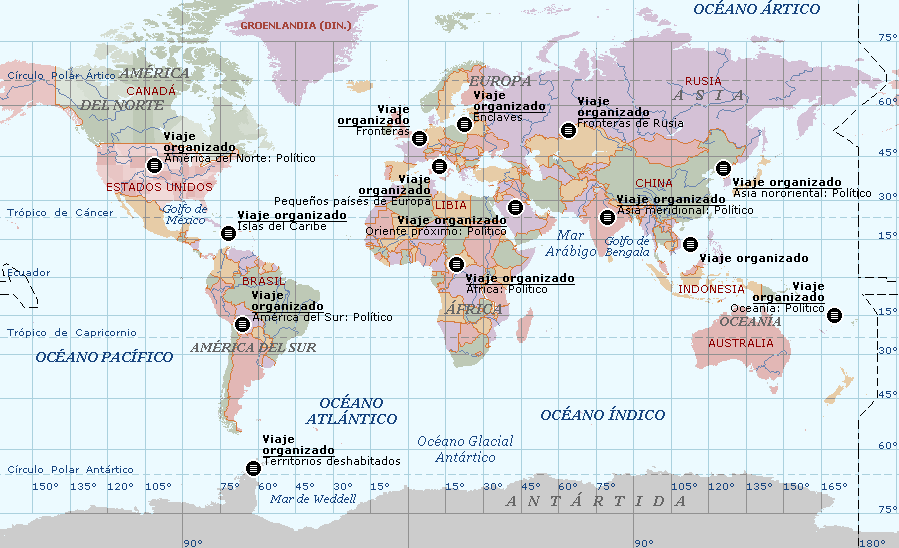 OCÉANO ÁRTICO
GROENLANDIA (DIN.)
75°
Círculo Polar Ártico
AMÉRICA
DEL NORTE
CANADÁ
EUROPA
RUSIA
A S I A
60°
Viaje
organizado
Fronteras
Viaje
organizado
Enclaves
Viaje
organizado
Fronteras de Rusia
Viaje
organizado
América del Norte: Político
45°
ESTADOS UNIDOS
Viaje
organizado
Pequeños países de Europa
CHINA
Viaje organizado
Asia nororiental: Político
30°
Golfo de
México
Trópico de Cáncer
Viaje organizado
Islas del Caribe
LIBIA
Viaje organizado
Oriente próximo: Político
Viaje organizado
Asia meridional: Político
Mar
Arábigo
Golfo de
Bengala
15°
Viaje organizado
Ecuador
BRASIL
Viaje organizado
África: Político
INDONESIA
Viaje
organizado
Oceanía: Político
Viaje
organizado
América del Sur: Político
ÁFRICA
15°
OCEANÍA
Trópico de Capricornio
AUSTRALIA
OCÉANO PACÍFICO
AMÉRICA DEL SUR
30°
OCÉANO
ATLÁNTICO
OCÉANO ÍNDICO
45°
Viaje
organizado
Territorios deshabitados
Océano Glacial
Antártico
60°
Círculo Polar Antártico
150° 135° 120° 105° 75° 60° 15° 30° 45° 60° 75° 105° 120° 135° 150° 165°
Mar de Weddell
A N T Á R T I D A
75°
90° 90° 180°